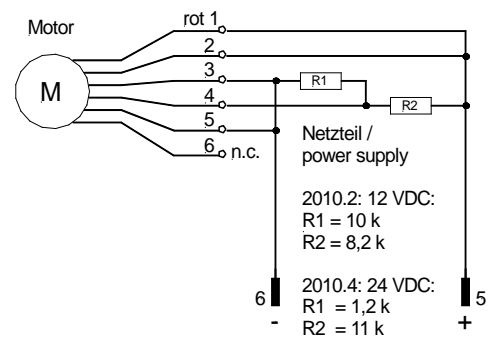 Motor
M
rot 1
2
3
4
5
6
n.c.
R1
R2
Netzteil /
power supply
2010.2: 12 VDC:
R1 = 10 k
R2 = 8,2 k
2010.4: 24 VDC:
R1 = 1,2 k
R2 = 11 k
6
-
5
+